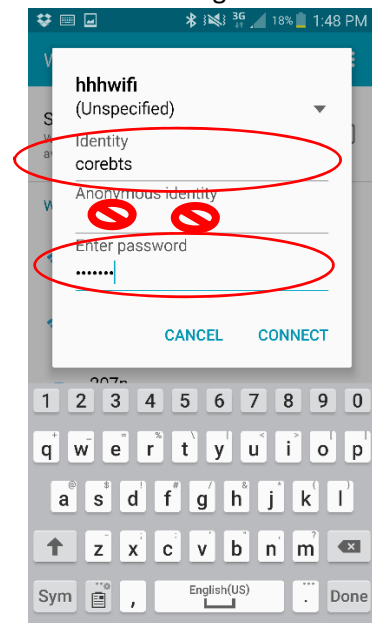 3G 18% 1:48 PM
hhhwifi
(Unspecified)
Identity
corebts
Anonymous identity
Enter password
•••••••
CANCEL CONNECT
1 2 3 4 5 6 7 8 9 0
q w e r t y u i o p
a s d f g h j k l
z x c v b n m
Sym , English(US) . Done